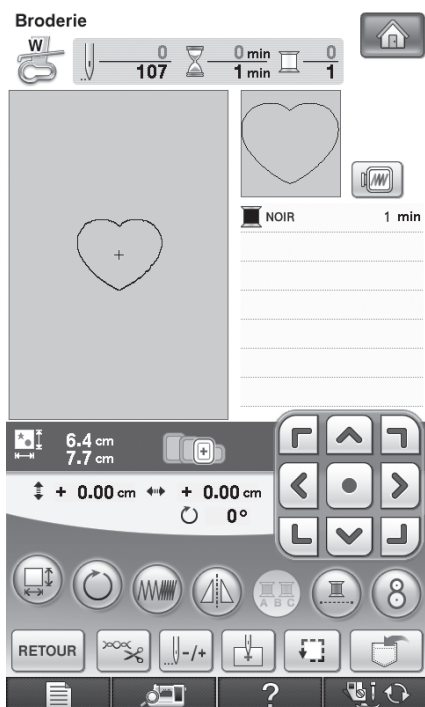 Broderie
W
0 0 min 0
107 1 min 1
NOIR 1 min
6.4 cm
7.7 cm
+ 0.00 cm + 0.00 cm
0°
A B C
RETOUR -/+
? i